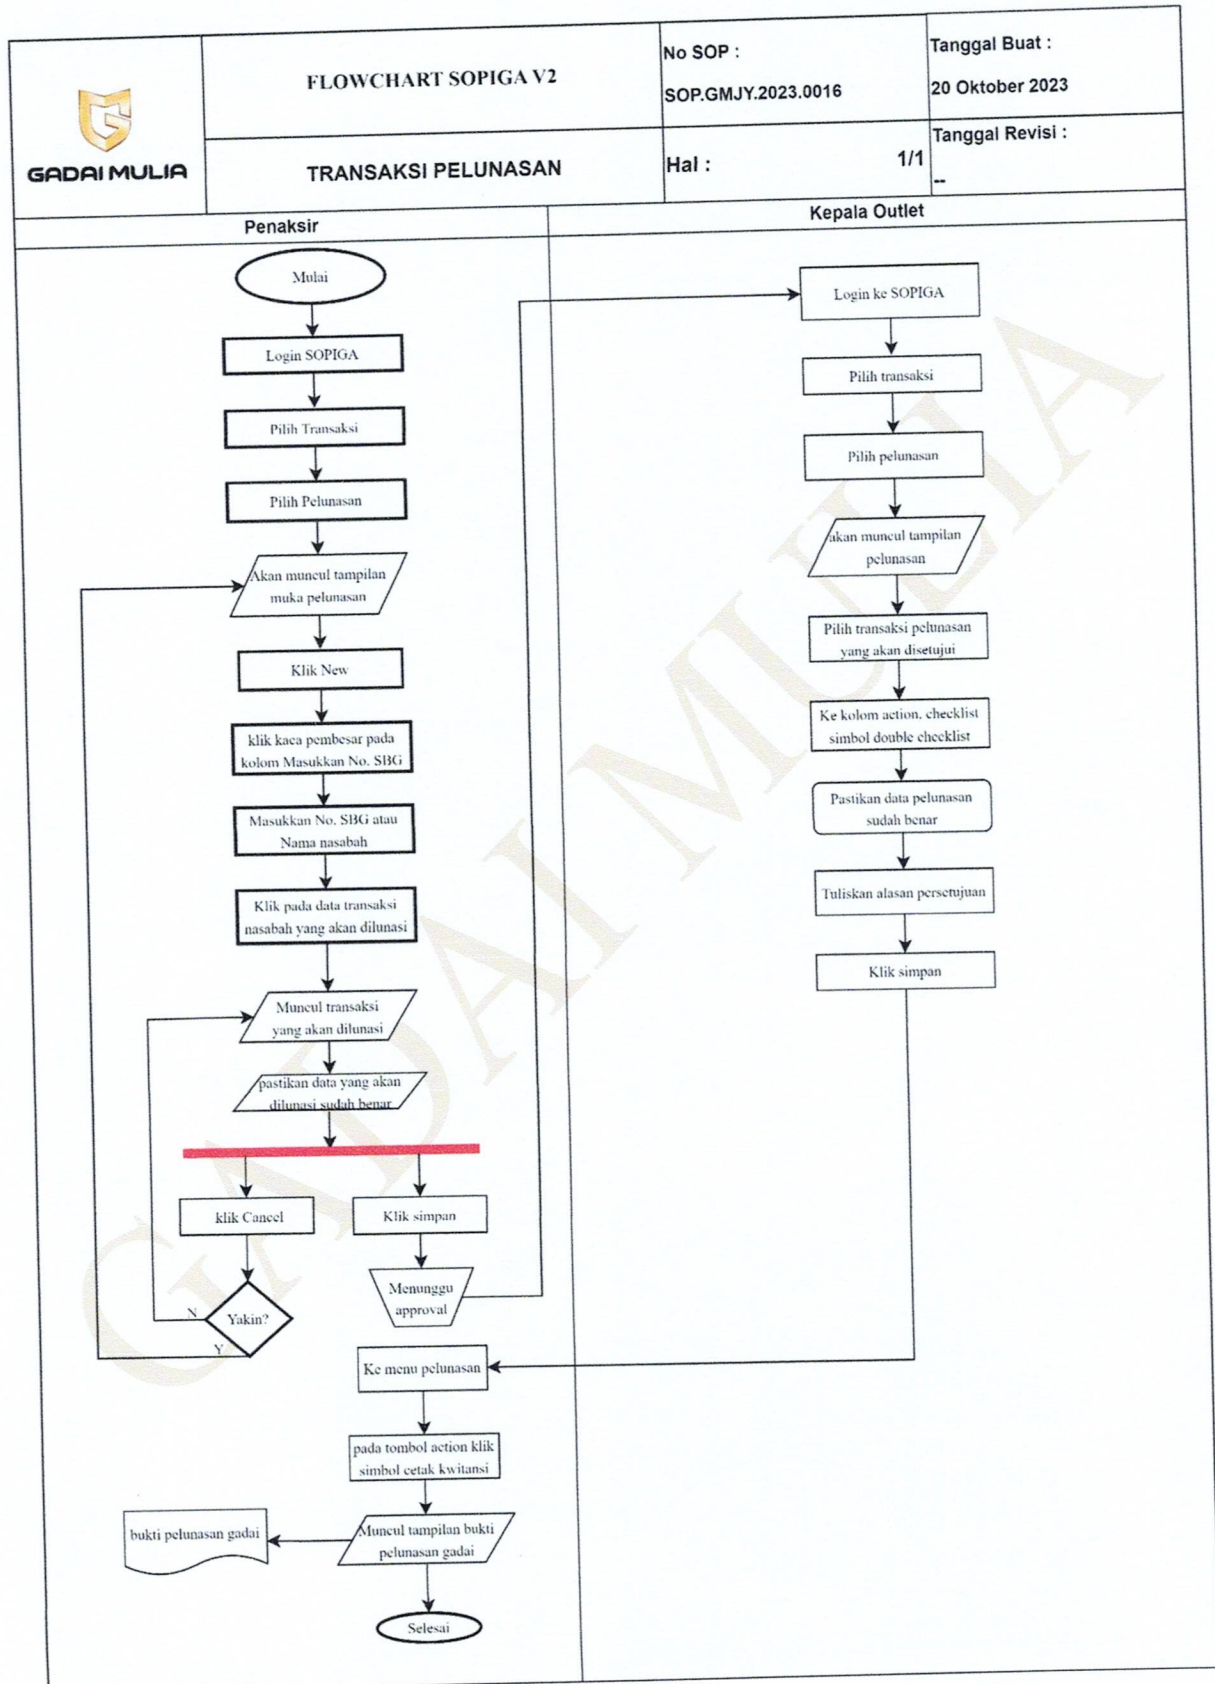 FLOWCHART SOPIGA V2
No SOP :
SOP.GMJY.2023.0016
Tanggal Buat :
20 Oktober 2023
GADAI MULIA
TRANSAKSI PELUNASAN
Hal : 1/1
Tanggal Revisi :
--
Penaksir
Kepala Outlet
Mulai
Login SOPIGA
Pilih Transaksi
Pilih Pelunasan
Akan muncul tampilan
muka pelunasan
Klik New
klik kaca pembesar pada
kolom Masukkan No. SBG
Masukkan No. SBG atau
Nama nasabah
Klik pada data transaksi
nasabah yang akan dilunasi
Muncul transaksi
yang akan dilunasi
pastikan data yang akan
dilunasi sudah benar
klik Cancel
Klik simpan
Yakin?
N
Y
Menunggu
approval
Login ke SOPIGA
Pilih transaksi
Pilih pelunasan
akan muncul tampilan
pelunasan
Pilih transaksi pelunasan
yang akan disetujui
Ke kolom action, checklist
simbol double checklist
Pastikan data pelunasan
sudah benar
Tuliskan alasan persetujuan
Klik simpan
Ke menu pelunasan
pada tombol action klik
simbol cetak kwitansi
Muncul tampilan bukti
pelunasan gadai
bukti pelunasan gadai
Selesai
GADAI MULIA